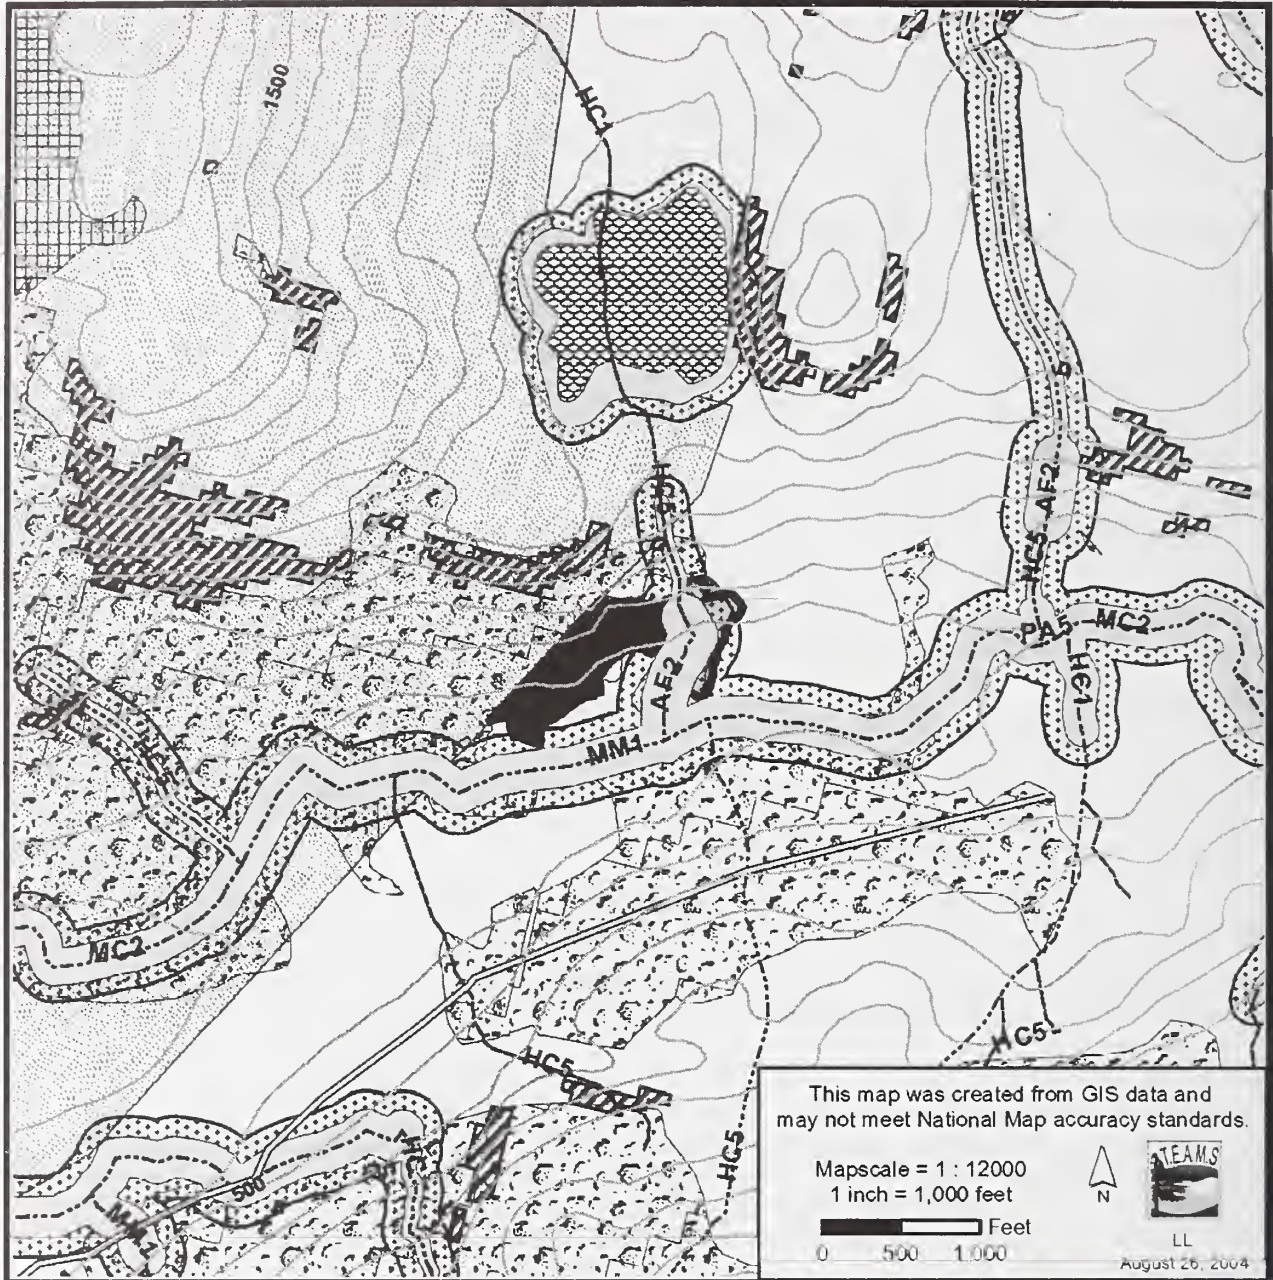 1500
HC1
HC5
AF2
HC5
PA5
MC2
HC1
AF2
MM1
MC2
HC5
HC5
HC5
500
This map was created from GIS data and
may not meet National Map accuracy standards.
Mapscale = 1 : 12000
1 inch = 1,000 feet
Feet
0 500 1,000
N
T.E.A.M.S
LL
August 26, 2004